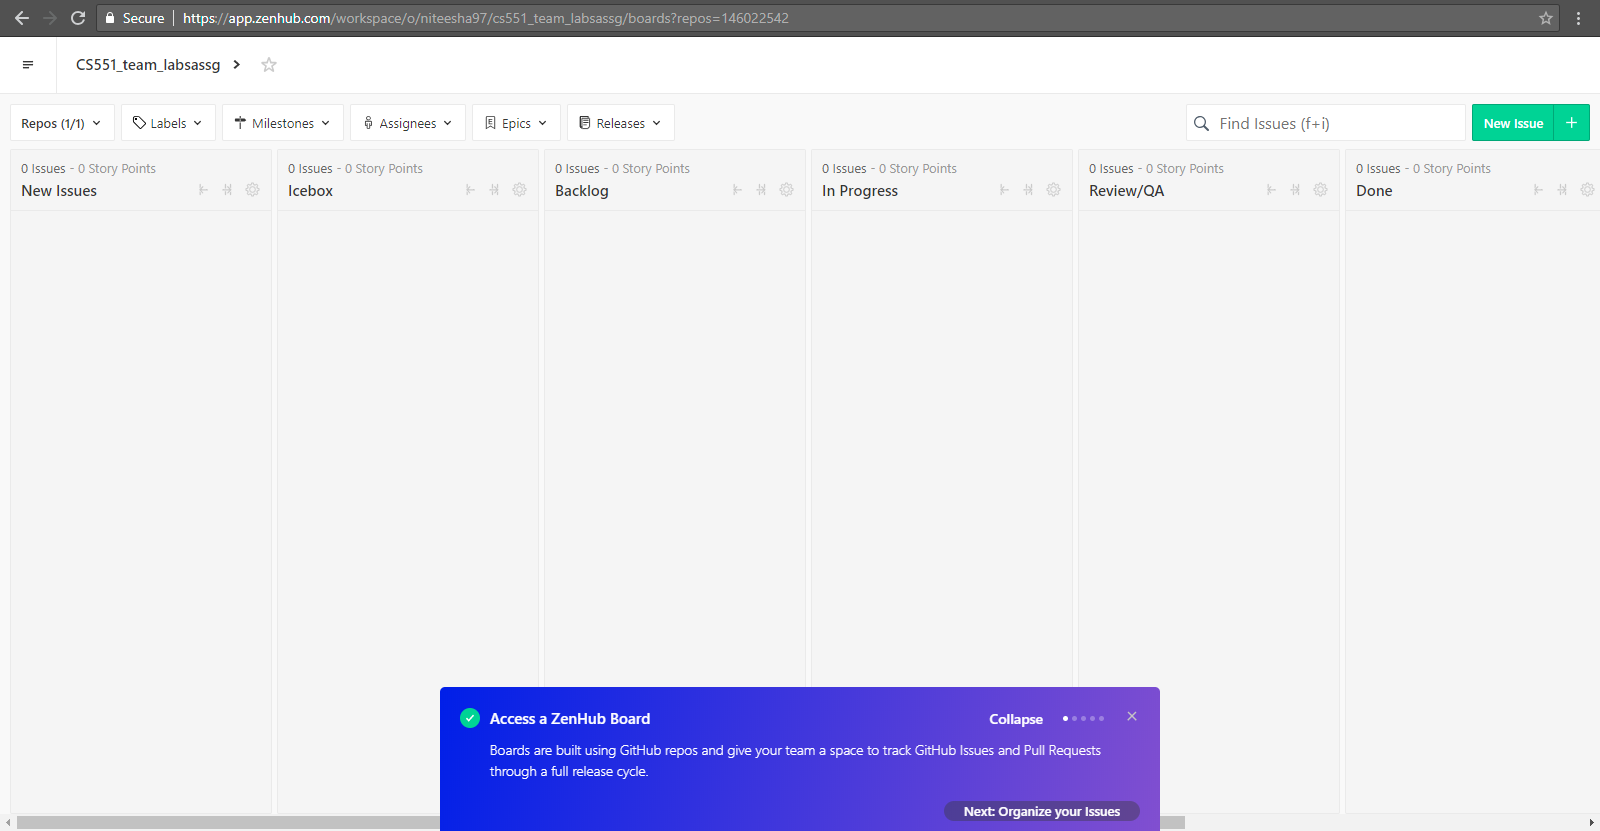 Secure https://app.zenhub.com/workspace/o/niteesha97/cs551_team_labsassg/boards?repos=146022542
CS551_team_labsassg
Repos (1/1) Labels Milestones Assignees Epics Releases Find Issues (f+i) New Issue +
0 Issues - 0 Story Points
New Issues
0 Issues - 0 Story Points
Icebox
0 Issues - 0 Story Points
Backlog
0 Issues - 0 Story Points
In Progress
0 Issues - 0 Story Points
Review/QA
0 Issues - 0 Story Points
Done
Access a ZenHub Board Collapse
Boards are built using GitHub repos and give your team a space to track GitHub Issues and Pull Requests
through a full release cycle.
Next: Organize your Issues